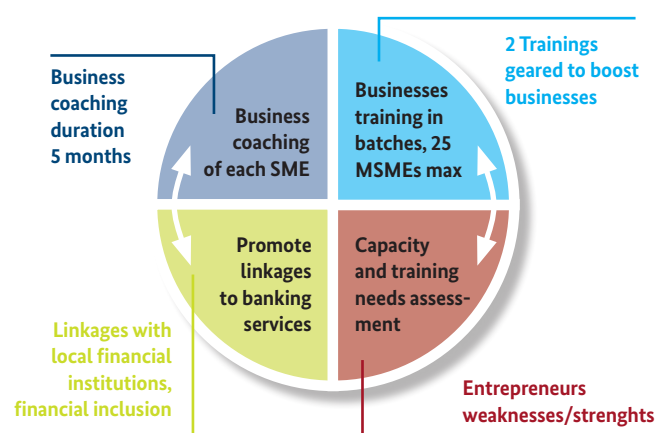 Business
coaching
duration
5 months
2 Trainings
geared to boost
businesses
Business
coaching
of each SME
Businesses
training in
batches, 25
MSMEs max
Promote
linkages
to banking
services
Capacity
and training
needs assess-
ment
Linkages with
local financial
institutions,
financial inclusion
Entrepreneurs
weaknesses/strenghts